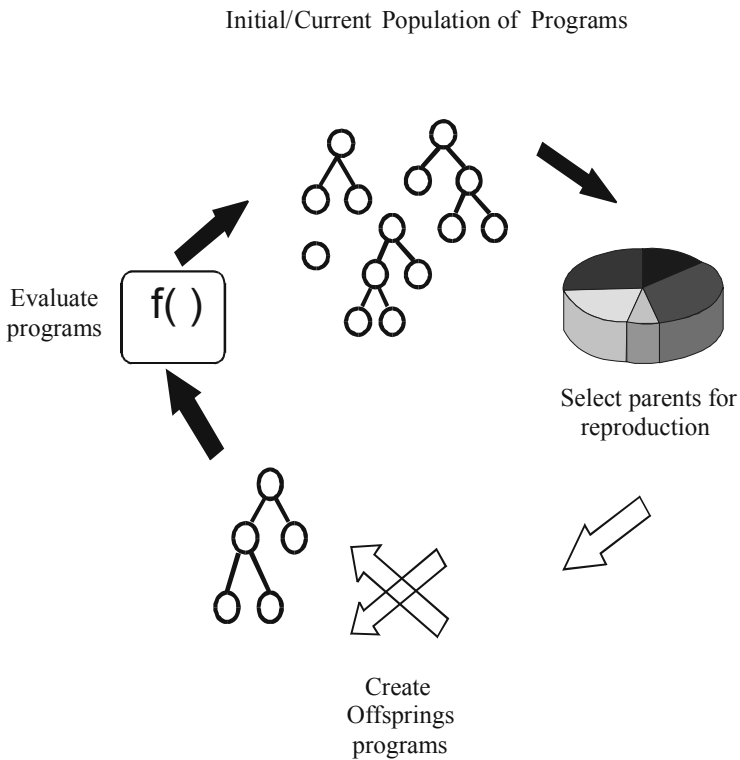 Initial/Current Population of Programs
Evaluate
programs
f( )
Select parents for
reproduction
Create
Offsprings
programs